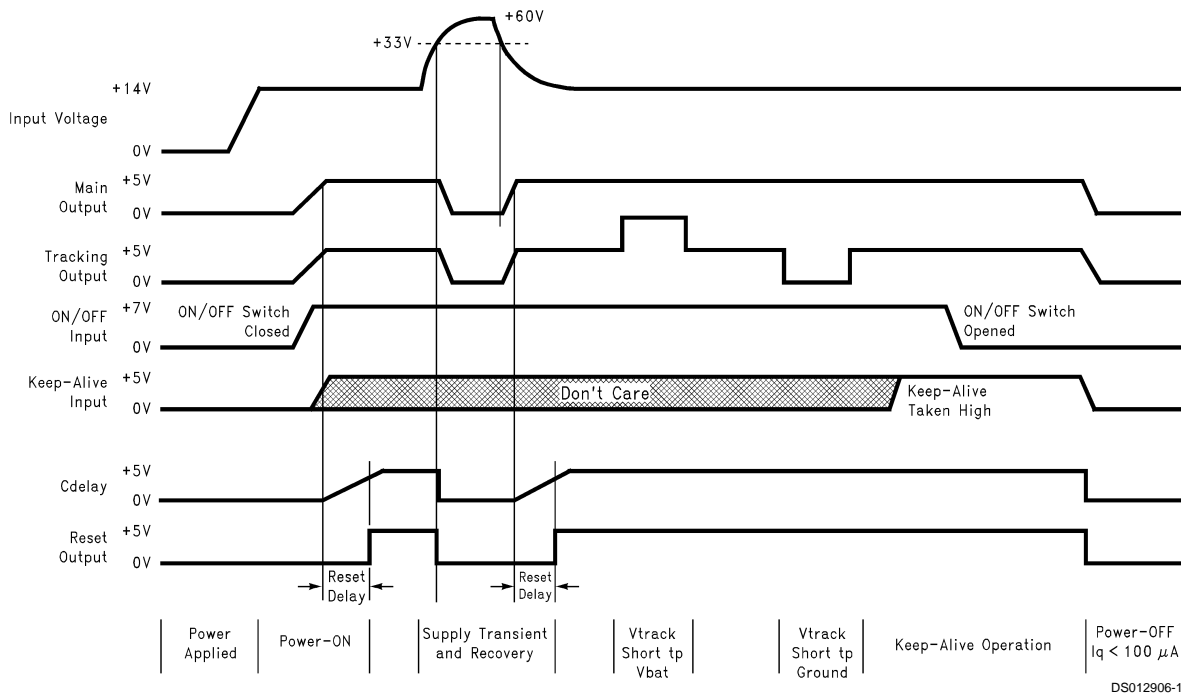 +60V
+33V
+14V
Input Voltage
0V
+5V
Main
Output
0V
+5V
Tracking
Output
0V
+7V
ON/OFF Switch
Closed
ON/OFF
Input
0V
ON/OFF Switch
Opened
+5V
Keep-Alive
Input
0V
Don't Care
Keep-Alive
Taken High
+5V
Cdelay
0V
+5V
Reset
Output
0V
Reset
Delay
Reset
Delay
Power
Applied
Power-ON
Supply Transient
and Recovery
Vtrack
Short tp
Vbat
Vtrack
Short tp
Ground
Keep-Alive Operation
Power-OFF
Iq < 100 μA
DS012906-1